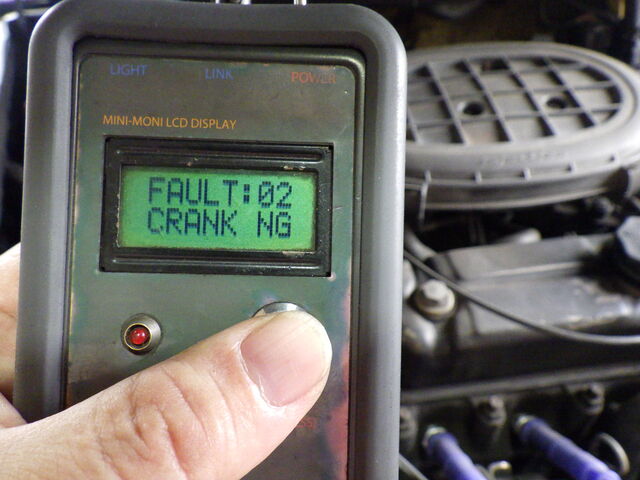 LIGHT LINK POWER
MINI-MONI LCD DISPLAY
FAULT:02
CRANK NG